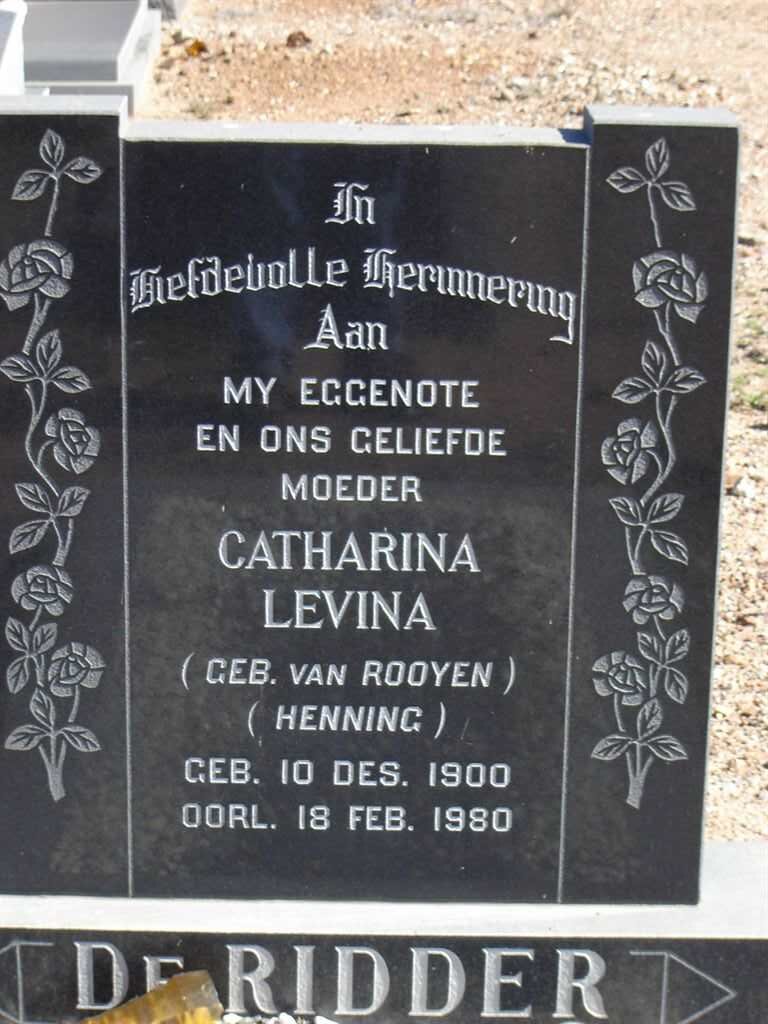 In
Liefdevolle Herinnering
Aan
MY EGGENOTE
EN ONS GELIEFDE
MOEDER
CATHARINA
LEVINA
( GEB. VAN ROOYEN )
( HENNING )
GEB. 10 DES. 1900
OORL. 18 FEB. 1980
DE RIDDER